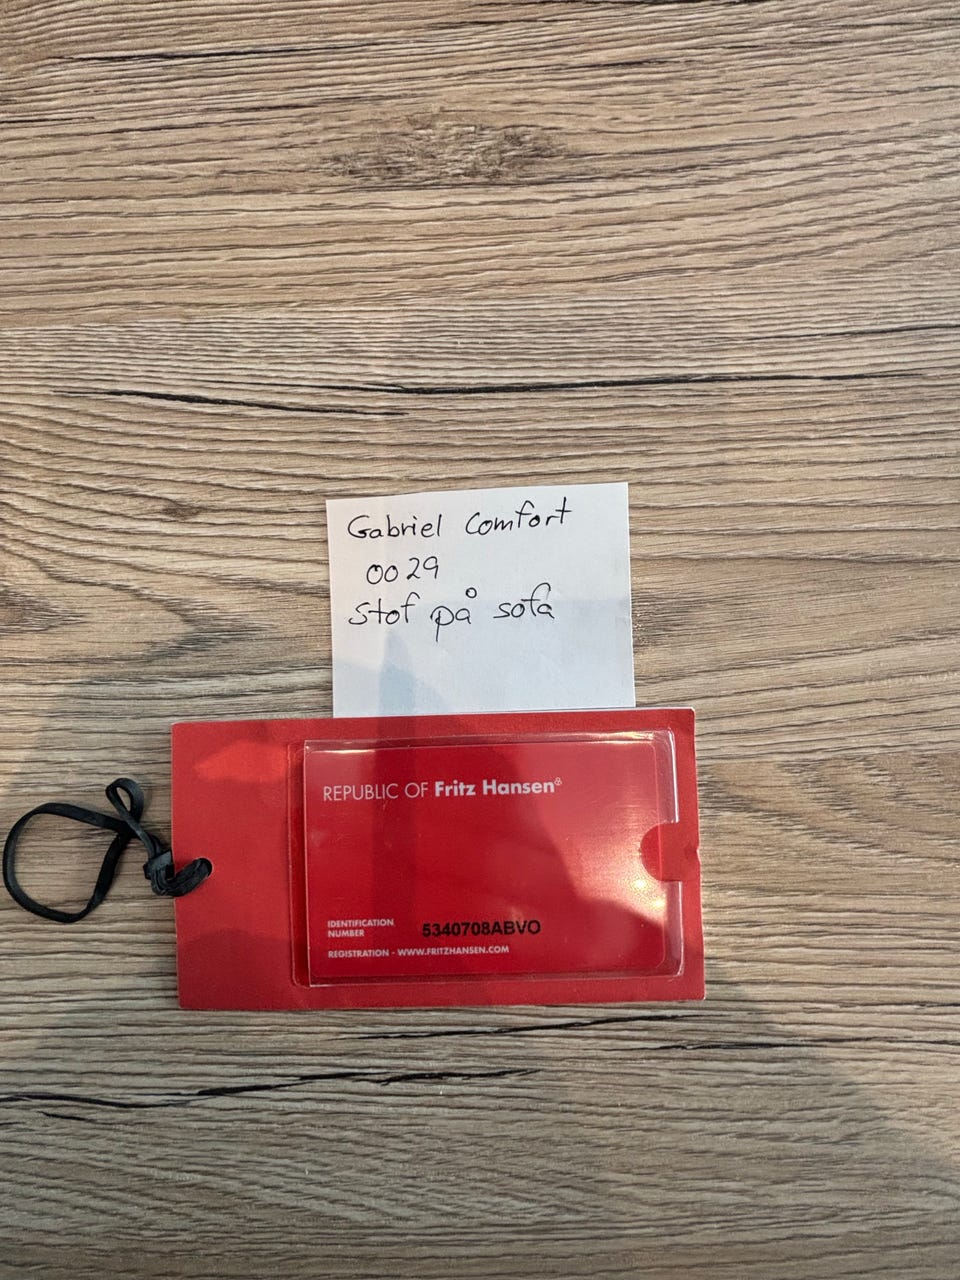 Gabriel Comfort
0029
Stof på sofa
REPUBLIC OF Fritz Hansen®
IDENTIFICATION NUMBER 5340708ABVO
REGISTRATION - WWW.FRITZHANSEN.COM